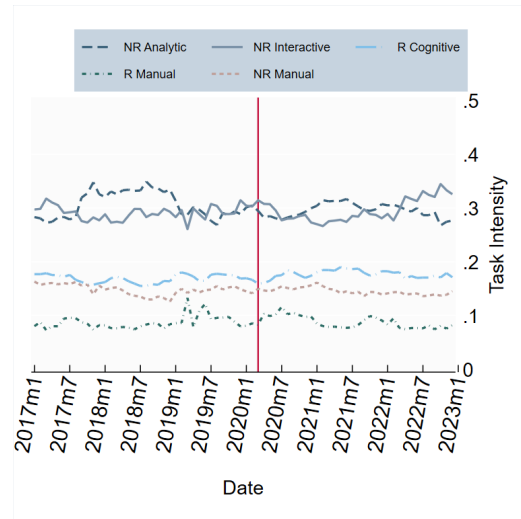 NR Analytic NR Interactive R Cognitive
R Manual NR Manual
.5
.4
.3
.2
.1
0
Task Intensity
2017m1 2017m7 2018m1 2018m7 2019m1 2019m7 2020m1 2020m7 2021m1 2021m7 2022m1 2022m7 2023m1
Date